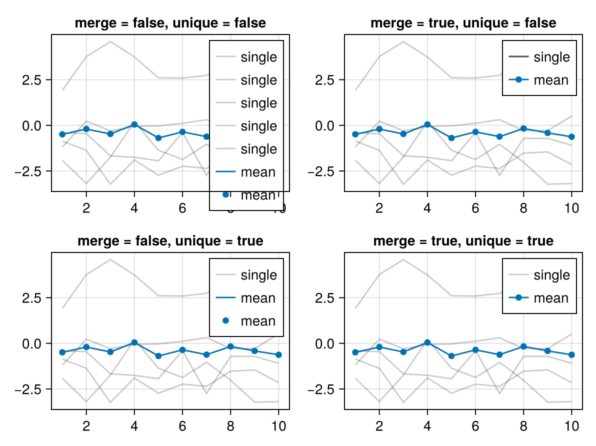 merge = false, unique = false
single
single
single
single
single
mean
mean
2.5
0.0
−2.5
2 4 6 8 10
merge = true, unique = false
single
mean
2.5
0.0
−2.5
2 4 6 8 10
merge = false, unique = true
single
mean
mean
2.5
0.0
−2.5
2 4 6 8 10
merge = true, unique = true
single
mean
2.5
0.0
−2.5
2 4 6 8 10